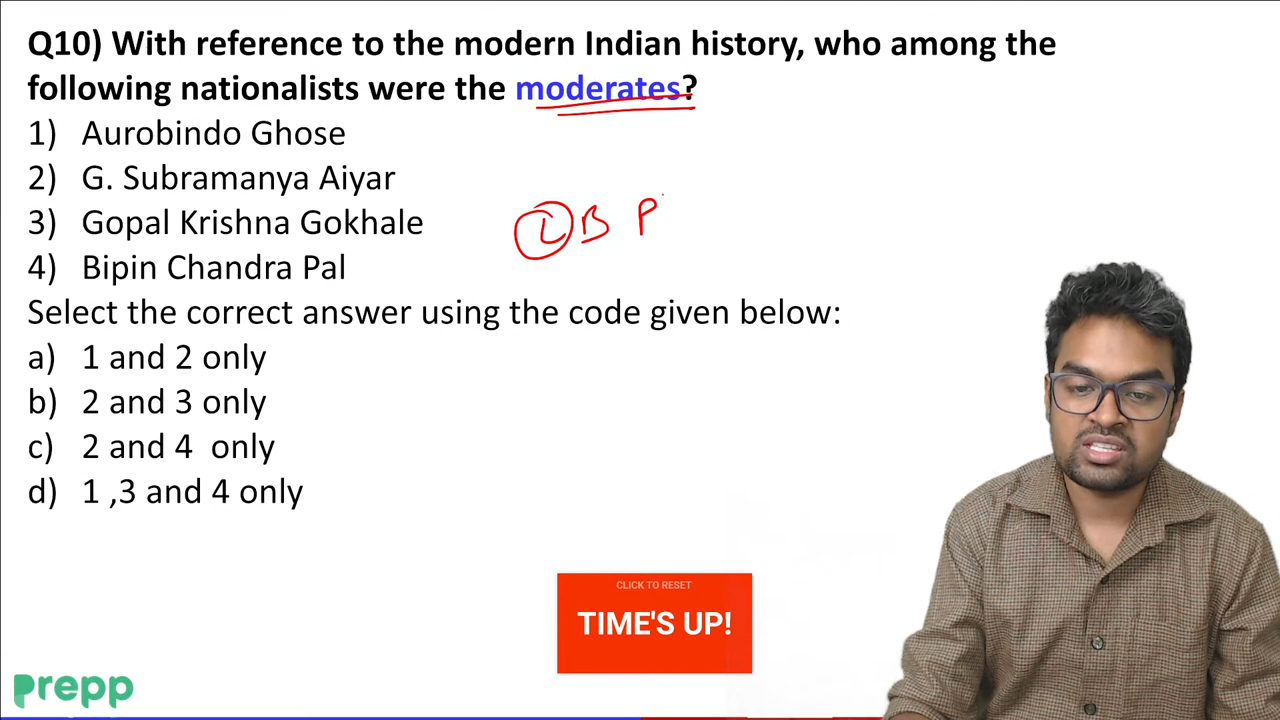 Q10) With reference to the modern Indian history, who among the
following nationalists were the moderates?
1) Aurobindo Ghose
2) G. Subramanya Aiyar
3) Gopal Krishna Gokhale
L B P
4) Bipin Chandra Pal
Select the correct answer using the code given below:
a) 1 and 2 only
b) 2 and 3 only
c) 2 and 4 only
d) 1 ,3 and 4 only
CLICK TO RESET
TIME'S UP!
prepp